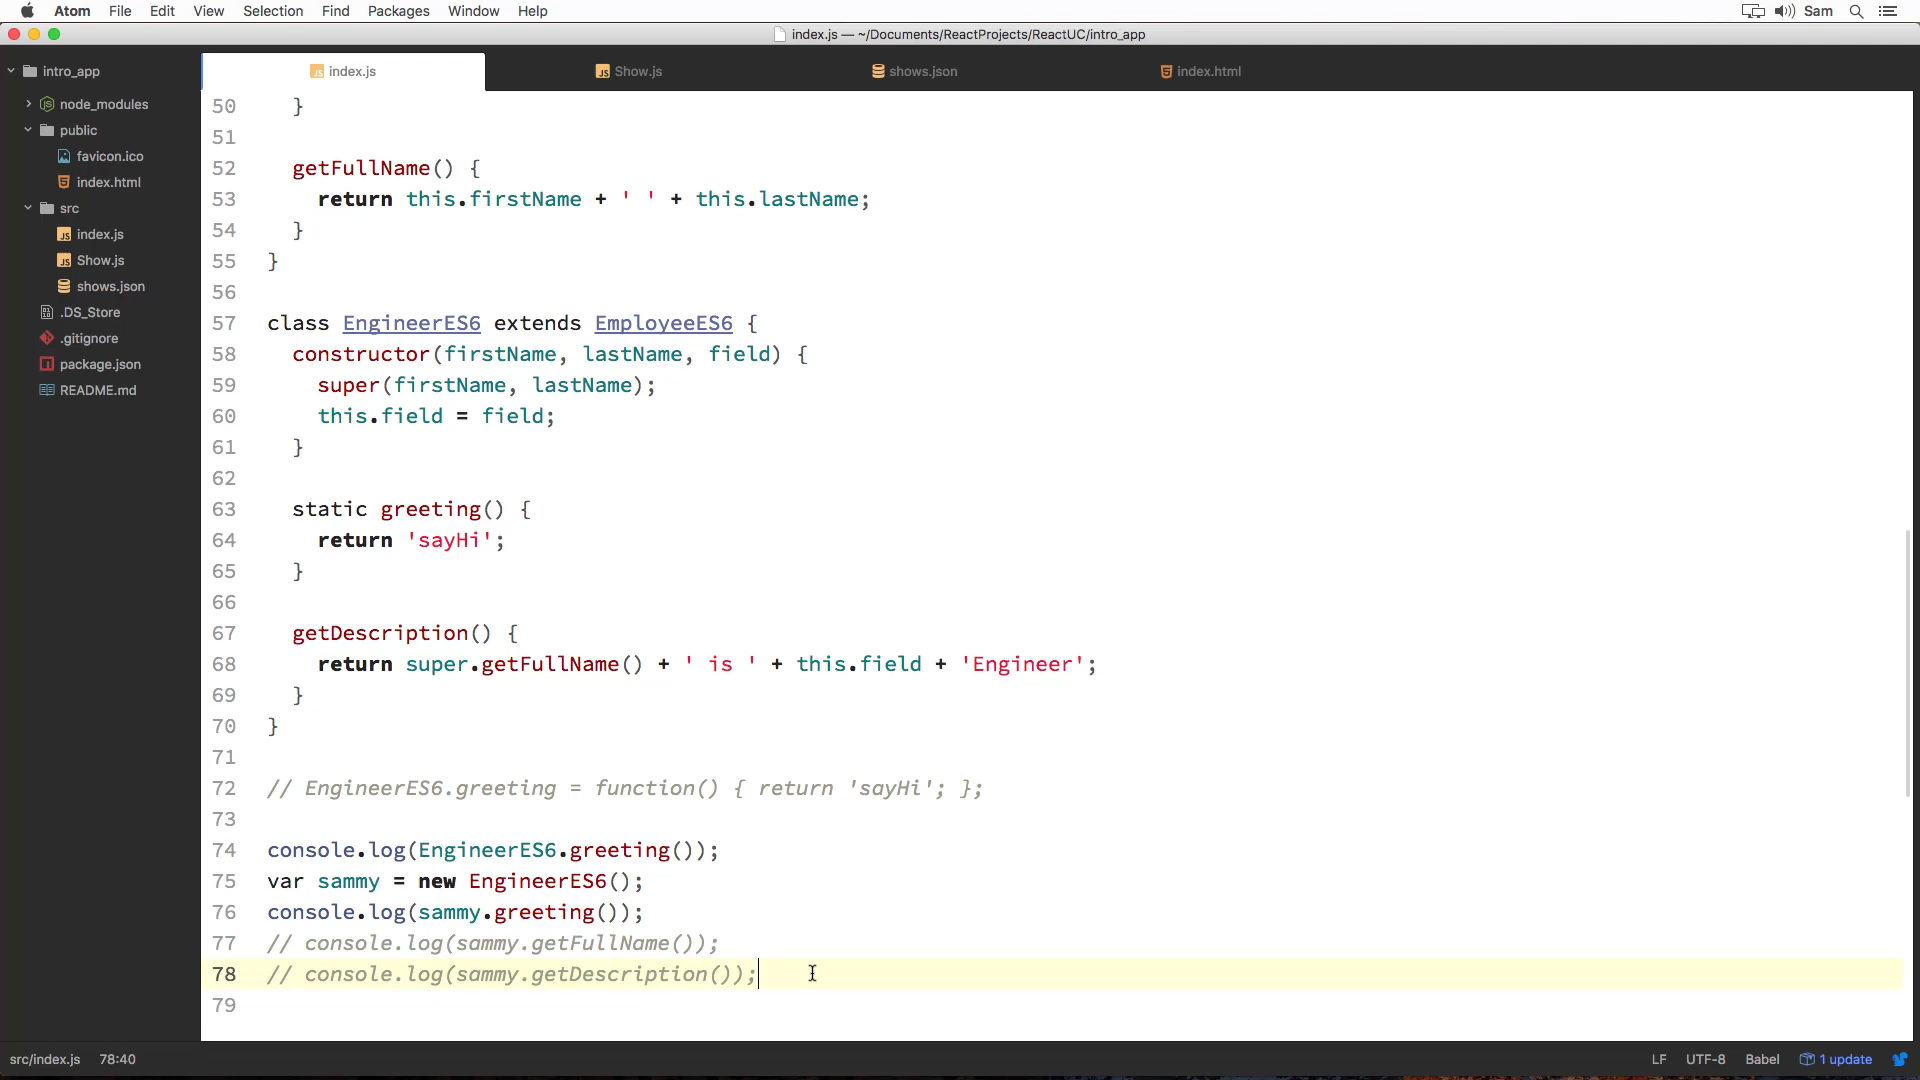 Atom File Edit View Selection Find Packages Window Help Sam
index.js — ~/Documents/ReactProjects/ReactUC/intro_app
intro_app
node_modules
public
favicon.ico
index.html
src
index.js
Show.js
shows.json
.DS_Store
.gitignore
package.json
README.md
index.js Show.js shows.json index.html
50 }
51
52 getFullName() {
53 return this.firstName + ' ' + this.lastName;
54 }
55 }
56
57 class EngineerES6 extends EmployeeES6 {
58 constructor(firstName, lastName, field) {
59 super(firstName, lastName);
60 this.field = field;
61 }
62
63 static greeting() {
64 return 'sayHi';
65 }
66
67 getDescription() {
68 return super.getFullName() + ' is ' + this.field + 'Engineer';
69 }
70 }
71
72 // EngineerES6.greeting = function() { return 'sayHi'; };
73
74 console.log(EngineerES6.greeting());
75 var sammy = new EngineerES6();
76 console.log(sammy.greeting());
77 // console.log(sammy.getFullName());
78 // console.log(sammy.getDescription());
79
src/index.js 78:40 LF UTF-8 Babel 1 update